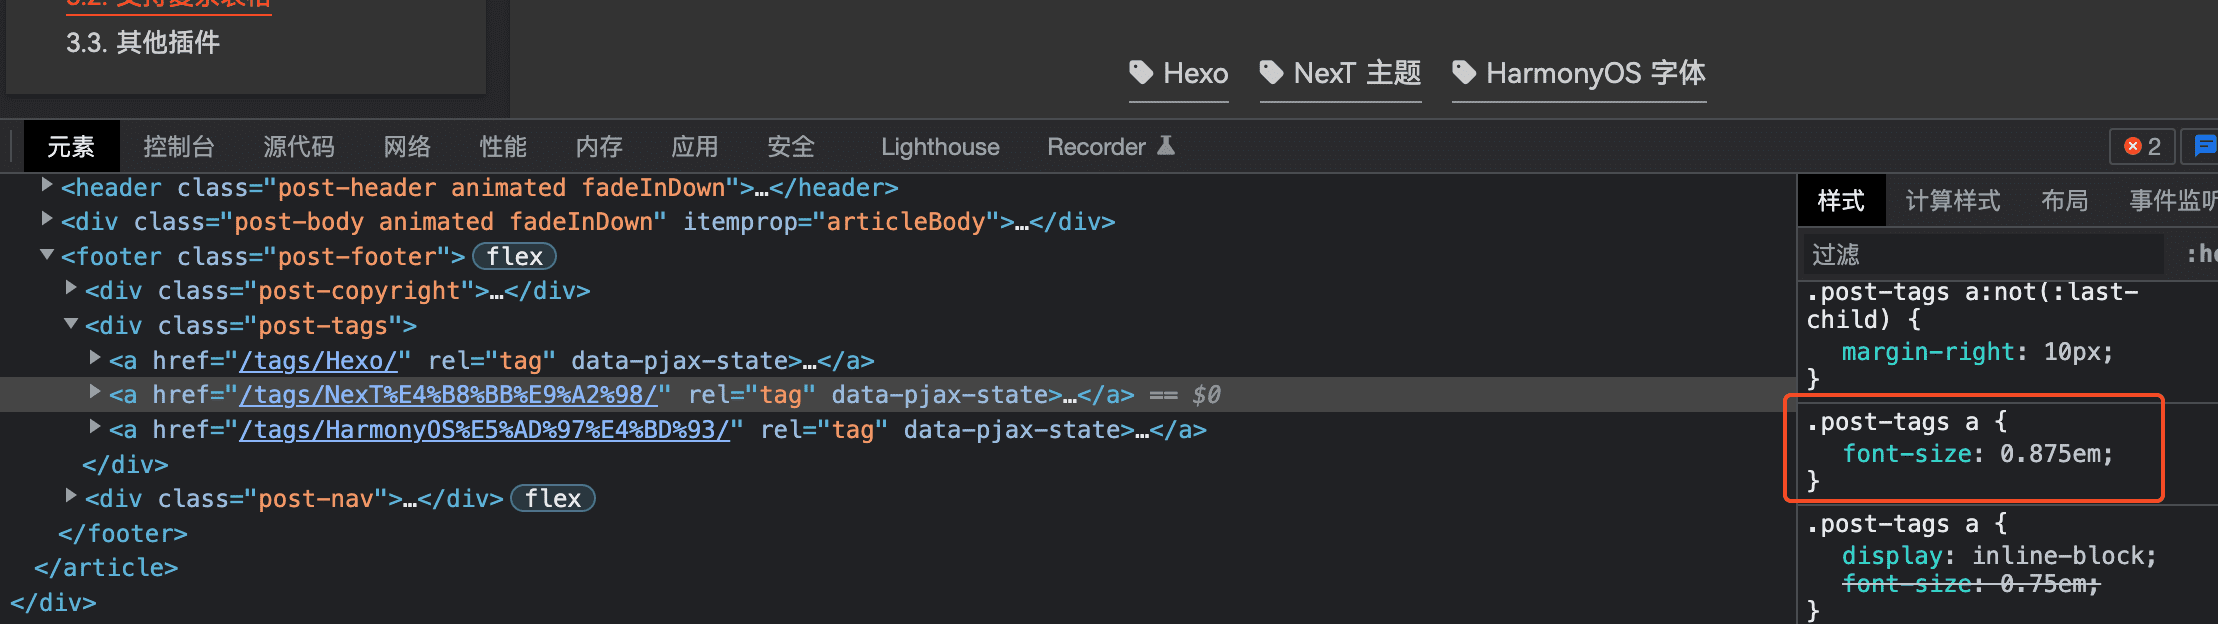 3.2. 支持复杂表格
3.3. 其他插件
Hexo NexT 主题 HarmonyOS 字体
元素 控制台 源代码 网络 性能 内存 应用 安全 Lighthouse Recorder 2
<header class="post-header animated fadeInDown">…</header>
<div class="post-body animated fadeInDown" itemprop="articleBody">…</div>
<footer class="post-footer"> flex
<div class="post-copyright">…</div>
<div class="post-tags">
<a href="/tags/Hexo/" rel="tag" data-pjax-state>…</a>
<a href="/tags/NexT%E4%B8%BB%E9%A2%98/" rel="tag" data-pjax-state>…</a> == $0
<a href="/tags/HarmonyOS%E5%AD%97%E4%BD%93/" rel="tag" data-pjax-state>…</a>
</div>
<div class="post-nav">…</div> flex
</footer>
</article>
</div>
样式 计算样式 布局 事件监听
过滤 :ho
.post-tags a:not(:last-
child) {
margin-right: 10px;
}
.post-tags a {
font-size: 0.875em;
}
.post-tags a {
display: inline-block;
font-size: 0.75em;
}